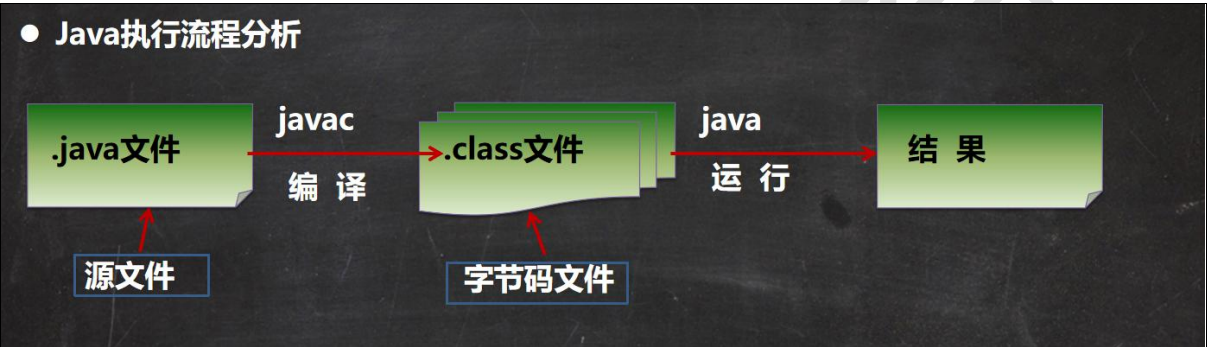 ● Java执行流程分析
javac
java
.java文件
.class文件
结 果
编 译
运 行
源文件
字节码文件